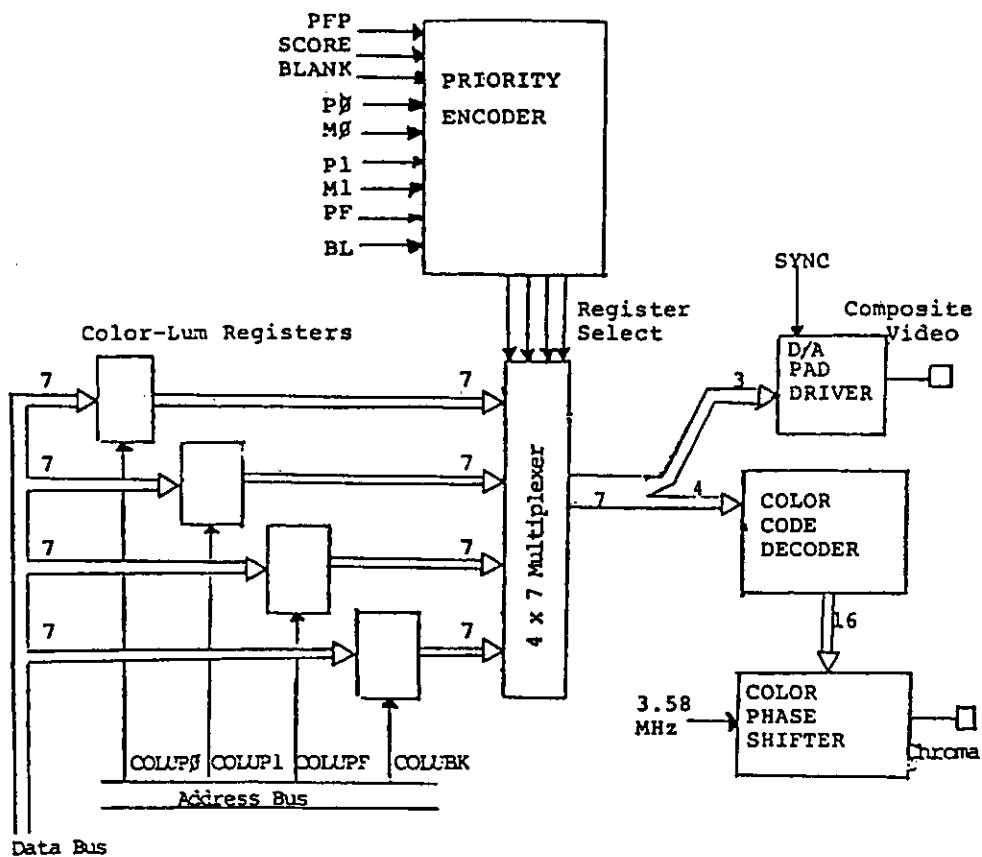 PFP
SCORE
BLANK
PØ
MØ
P1
M1
PF
BL
PRIORITY
ENCODER
Register
Select
SYNC
Composite
Video
D/A
PAD
DRIVER
Color-Lum Registers
7
7
7
7
7
7
7
7
4 x 7 Multiplexer
7
3
4
COLOR
CODE
DECODER
16
3.58
MHz
COLOR
PHASE
SHIFTER
Chroma
COLUPØ
COLUP1
COLUPF
COLUBK
Address Bus
Data Bus